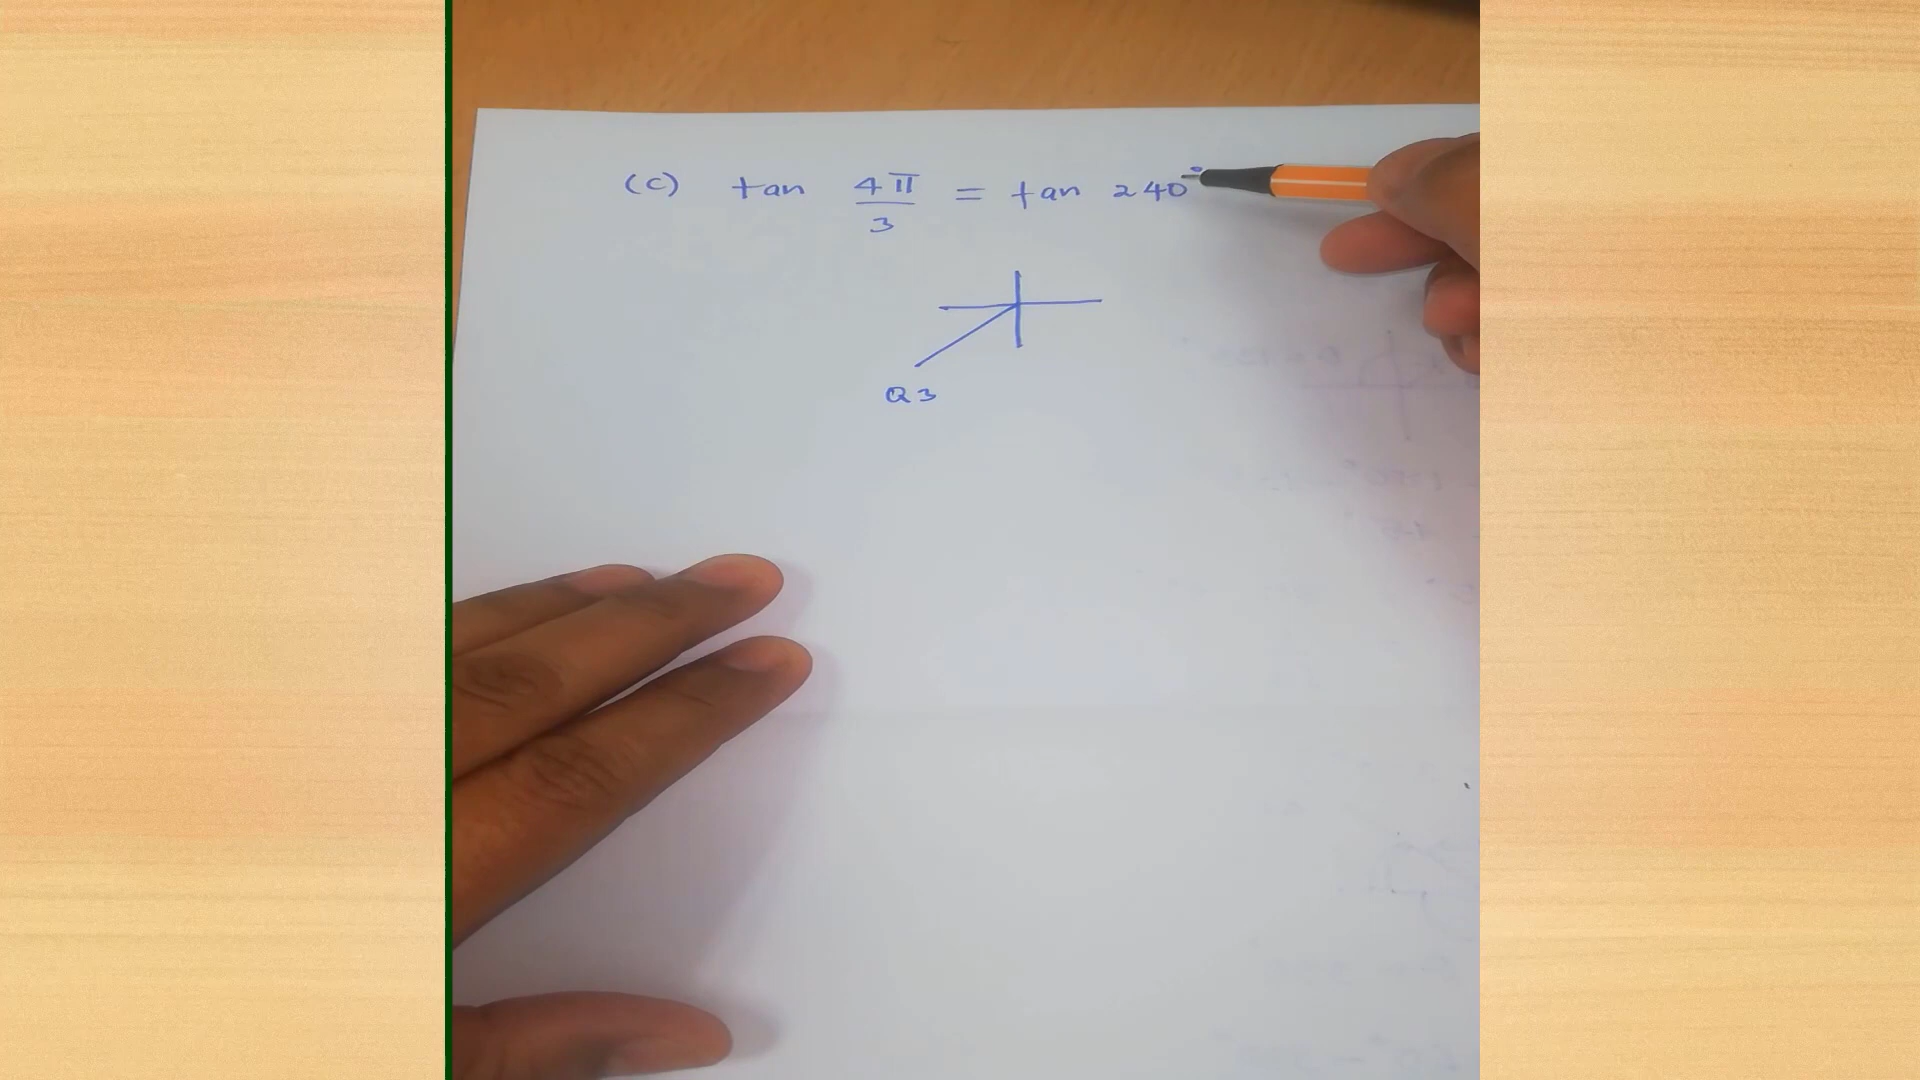 (c) tan 4π/3 = tan 240°
Q3